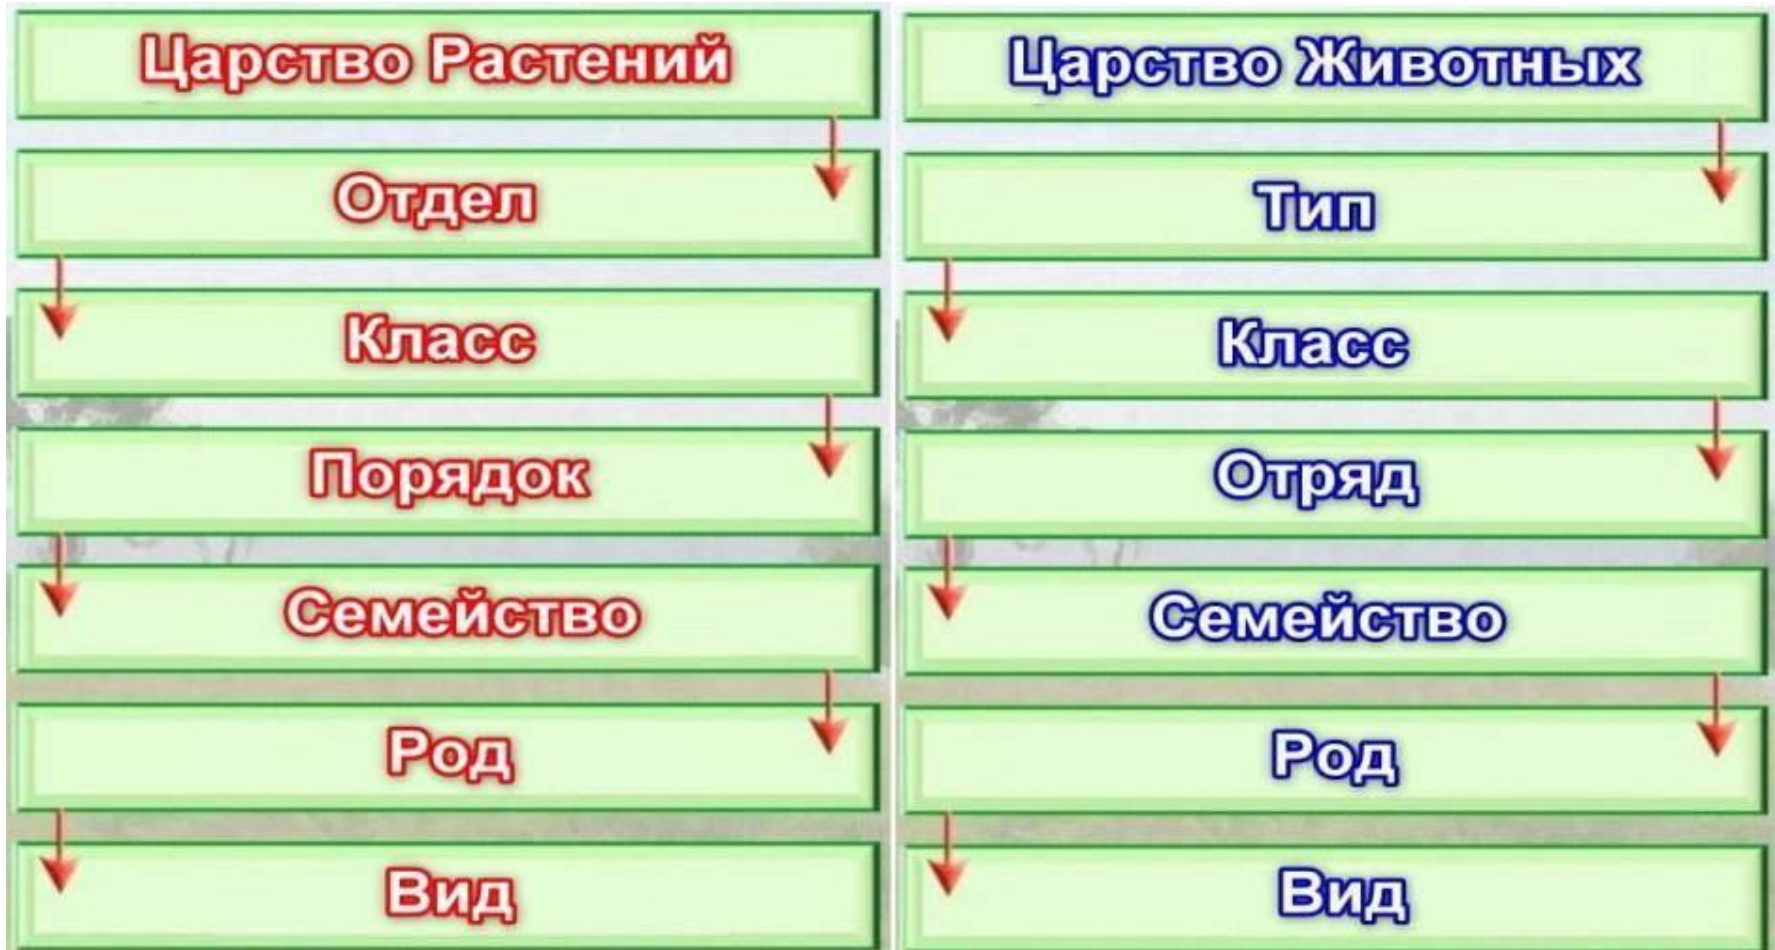 Царство Растений
Отдел
Класс
Порядок
Семейство
Род
Вид
Царство Животных
Тип
Класс
Отряд
Семейство
Род
Вид